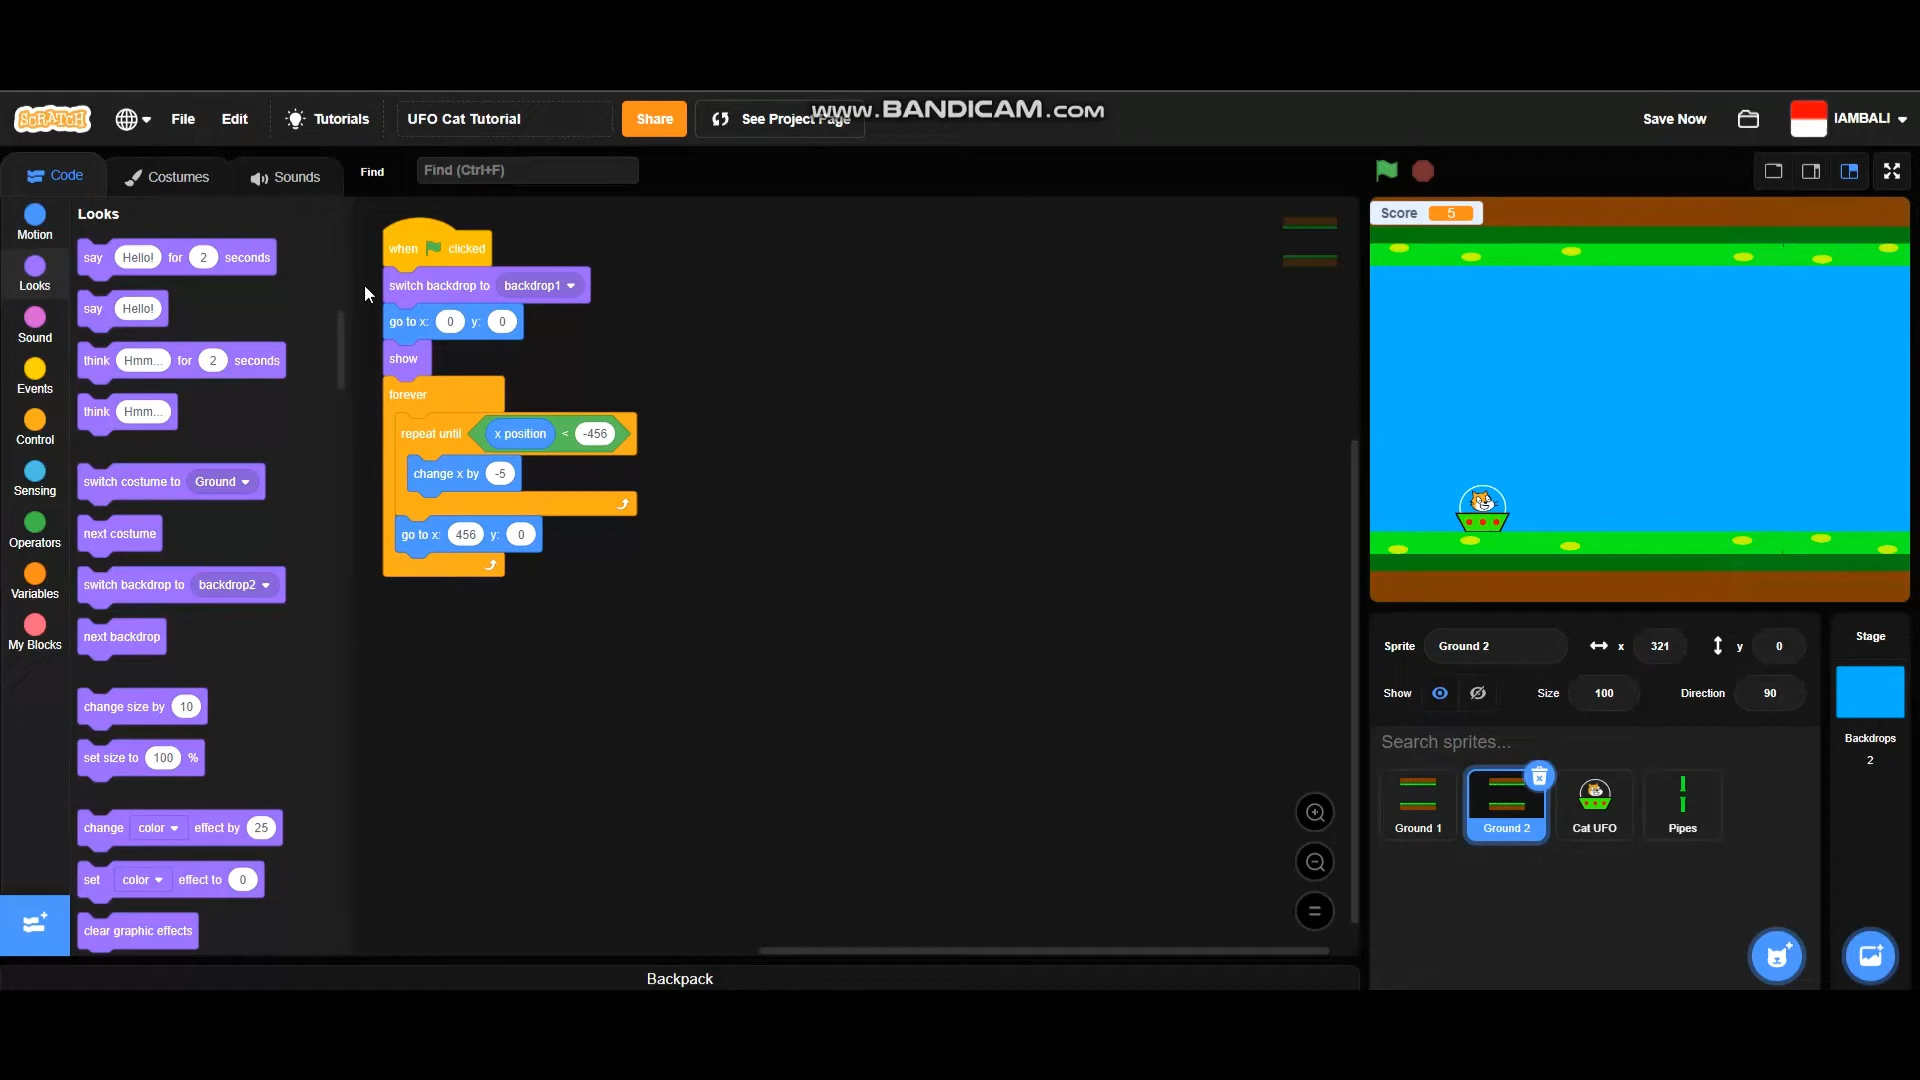 www.BANDICAM.com
SCRATCH
File
Edit
Tutorials
UFO Cat Tutorial
Share
See Project Page
Save Now
IAMBALI
Code
Costumes
Sounds
Find
Find (Ctrl+F)
Motion
Looks
Sound
Events
Control
Sensing
Operators
Variables
My Blocks
Looks
say Hello! for 2 seconds
say Hello!
think Hmm... for 2 seconds
think Hmm...
switch costume to Ground
next costume
switch backdrop to backdrop2
next backdrop
change size by 10
set size to 100 %
change color effect by 25
set color effect to 0
clear graphic effects
when clicked
switch backdrop to backdrop1
go to x: 0 y: 0
show
forever
repeat until x position < -456
change x by -5
go to x: 456 y: 0
Backpack
Score 5
Sprite Ground 2 x 321 y 0
Show Size 100 Direction 90
Search sprites...
Ground 1
Ground 2
Cat UFO
Pipes
Stage
Backdrops
2